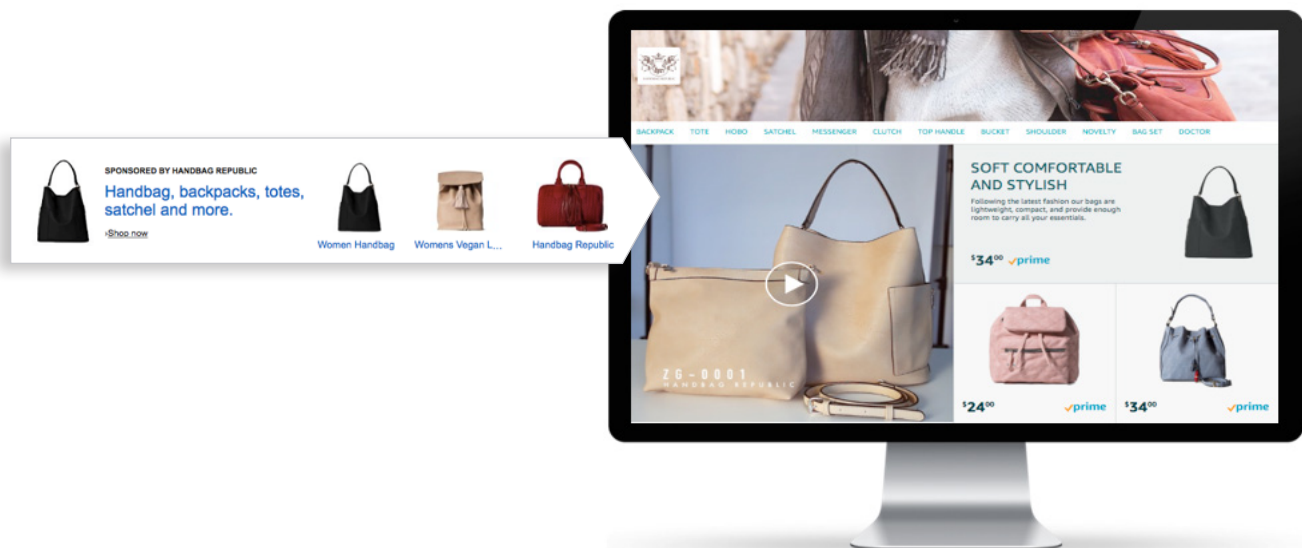 SPONSORED BY HANDBAG REPUBLIC
Handbag, backpacks, totes,
satchel and more.
›Shop now
Women Handbag
Womens Vegan L...
Handbag Republic
BACKPACK TOTE HOBO SATCHEL MESSENGER CLUTCH TOP HANDLE BUCKET SHOULDER NOVELTY BAG SET DOCTOR
ZG-0001
HANDBAG REPUBLIC
SOFT COMFORTABLE
AND STYLISH
Following the latest fashion our bags are
lightweight, compact, and provide enough
room to carry all your essentials.
$3400 prime
$2400 prime
$3400 prime